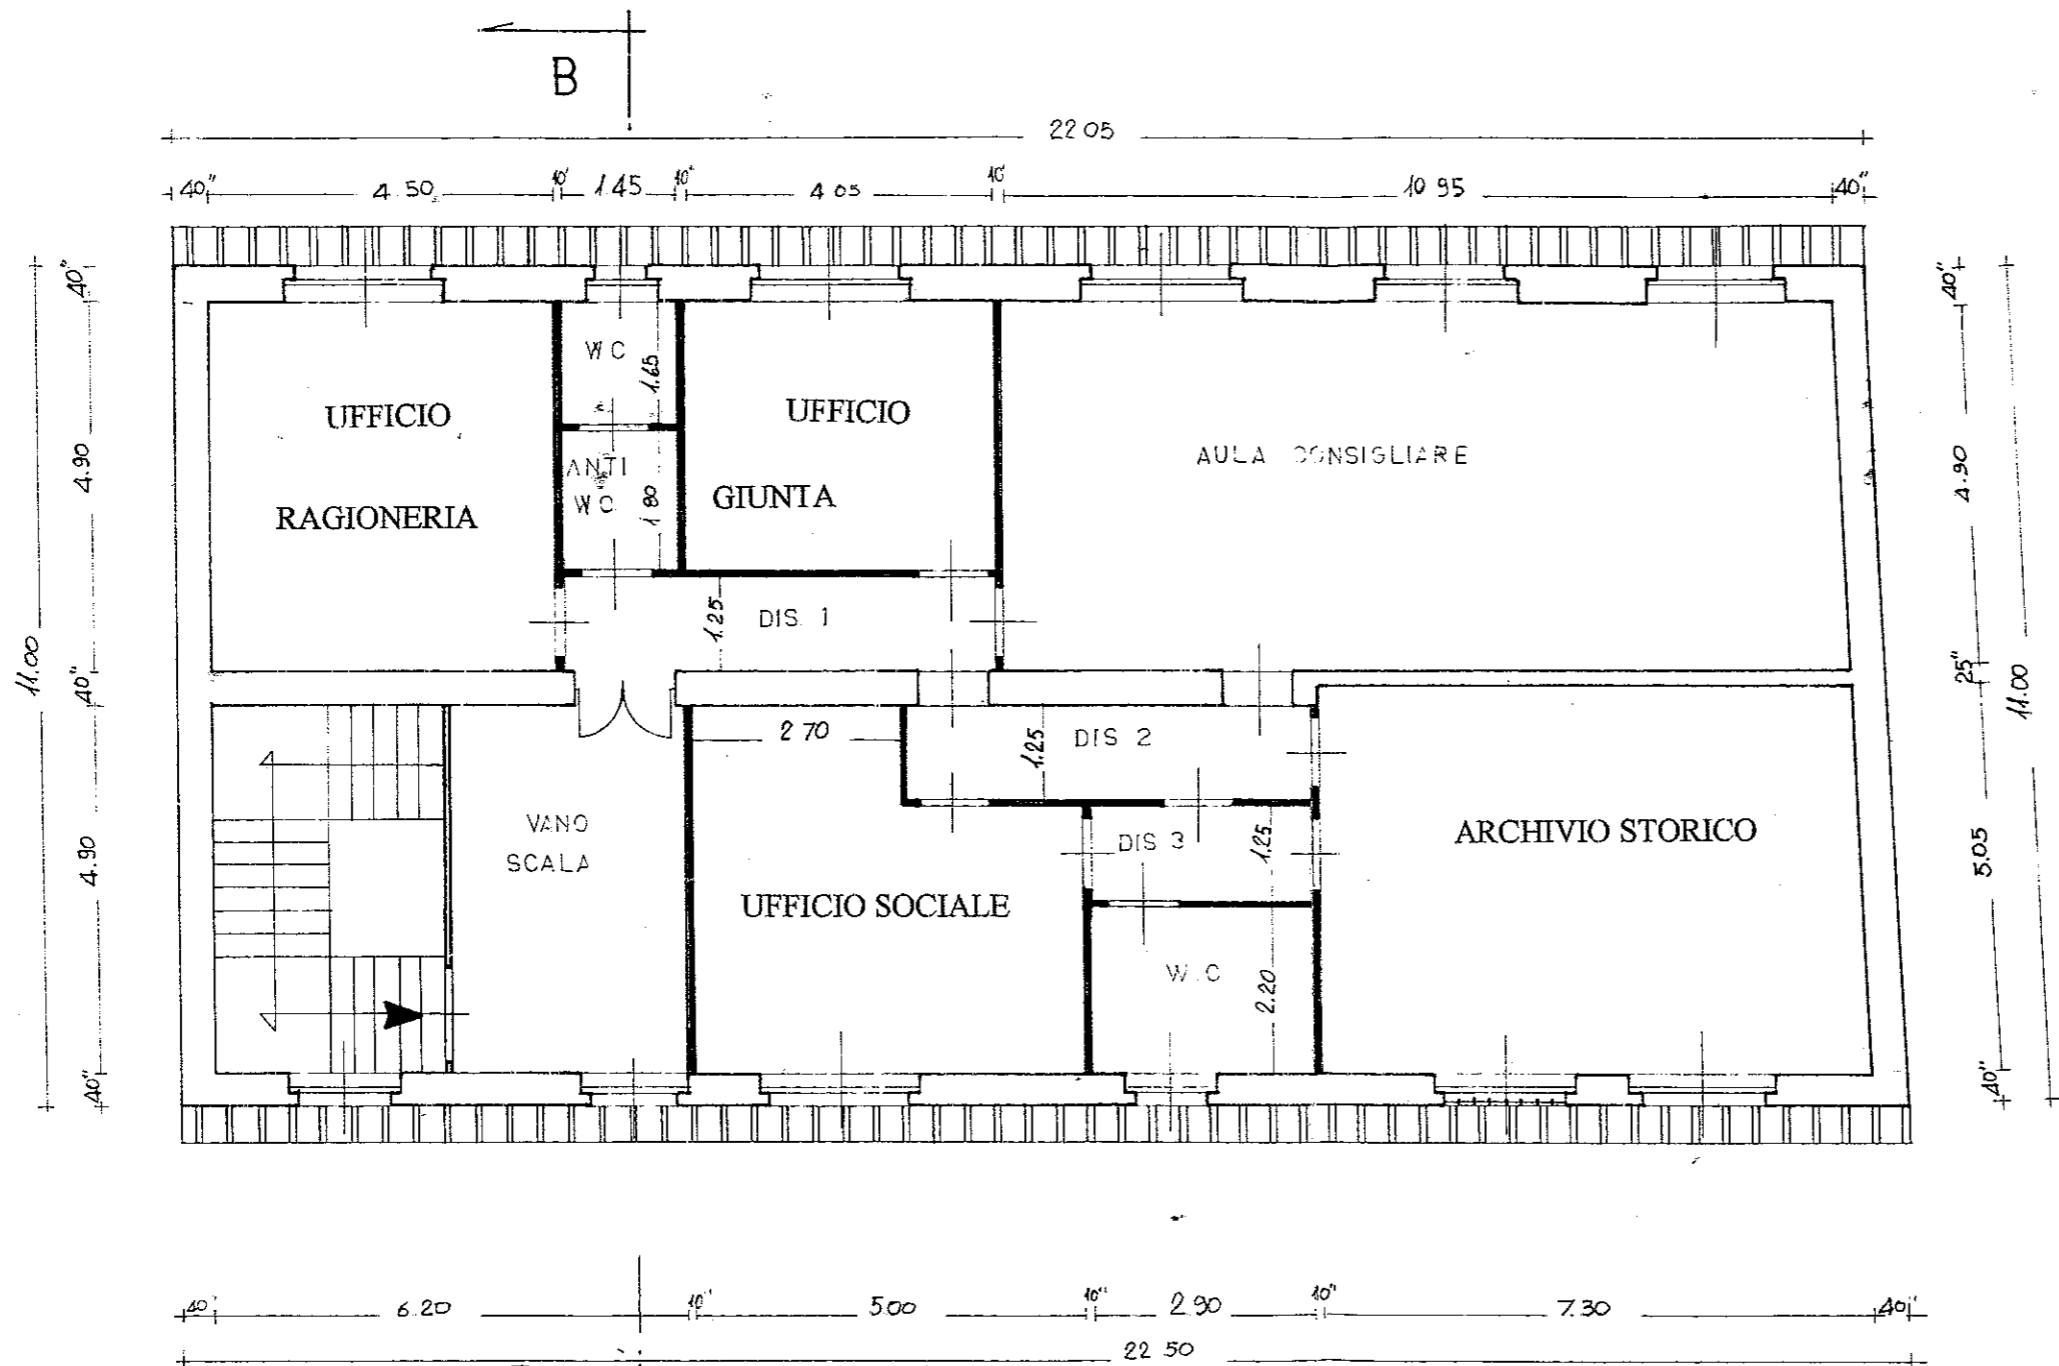 B
22 05
40" 4.50 10' 1.45 10" 4 05 10' 10 95 40"
40"
40"
WC
1.65
UFFICIO
UFFICIO
AULA CONSIGLIARE
4.90
4.90
ANTI
WC
1 80
GIUNTA
RAGIONERIA
1.25
DIS. 1
11.00
40"
25"
11.00
2 70
1.25
DIS 2
VANO
SCALA
DIS 3
1.25
ARCHIVIO STORICO
4.90
5.05
UFFICIO SOCIALE
W.C
2.20
40"
40"
40" 6.20 10" 5.00 10" 2.90 10" 7.30 40"
22 50